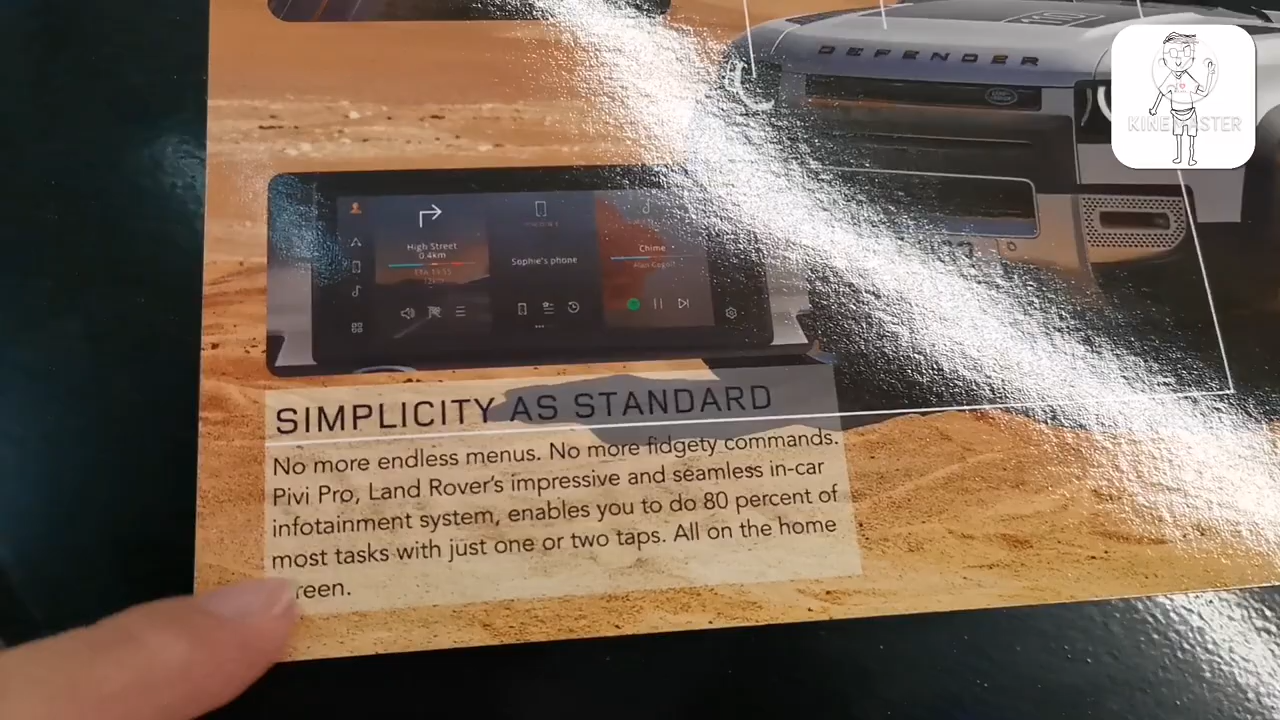 DEFENDER
High Street
0.4km
Sophie's phone
Chime
SIMPLICITY AS STANDARD
No more endless menus. No more fidgety commands.
Pivi Pro, Land Rover's impressive and seamless in-car
infotainment system, enables you to do 80 percent of
most tasks with just one or two taps. All on the home
reen.